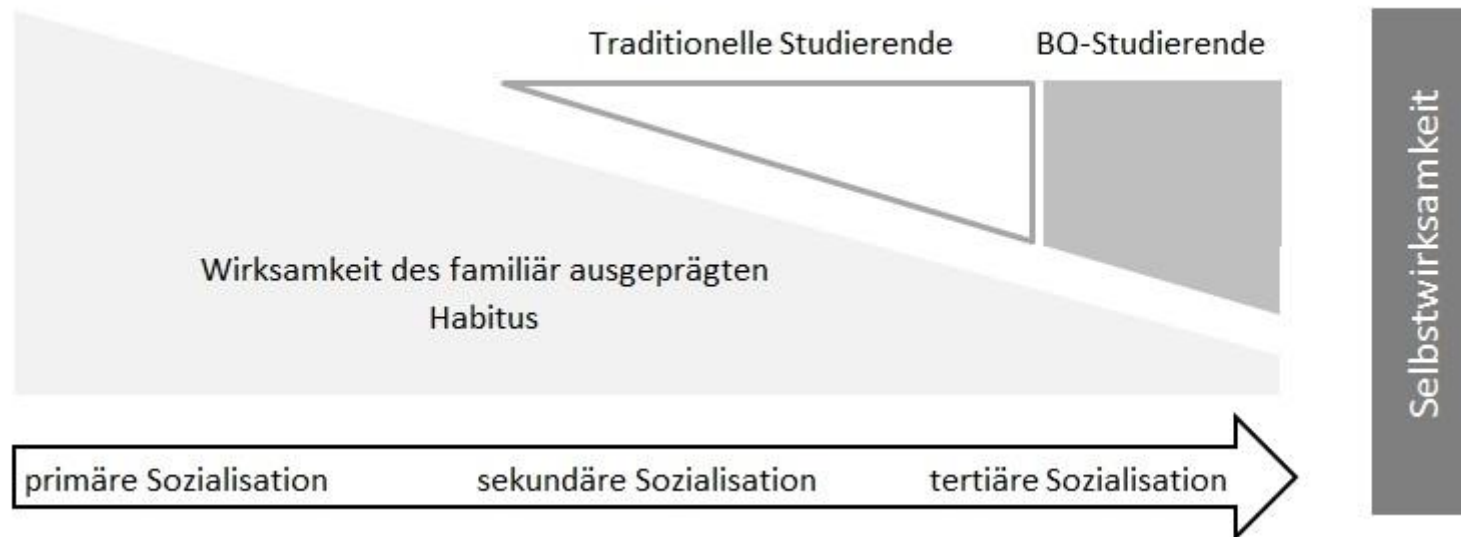 Traditionelle Studierende
BQ-Studierende
Wirksamkeit des familiär ausgeprägten
Habitus
primäre Sozialisation
sekundäre Sozialisation
tertiäre Sozialisation
Selbstwirksamkeit